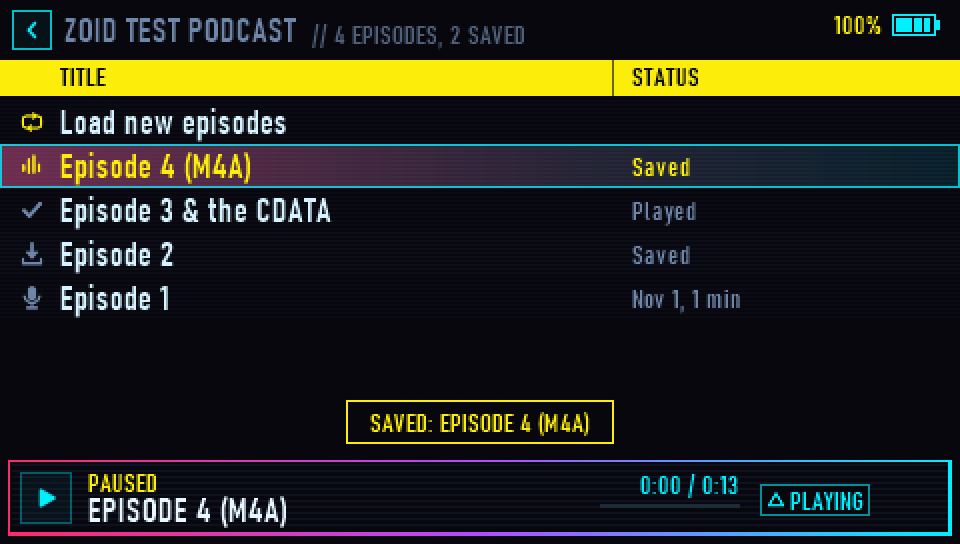 ZOID TEST PODCAST // 4 EPISODES, 2 SAVED 100%
TITLE STATUS
Load new episodes
Episode 4 (M4A) Saved
Episode 3 & the CDATA Played
Episode 2 Saved
Episode 1 Nov 1, 1 min
SAVED: EPISODE 4 (M4A)
PAUSED 0:00 / 0:13
EPISODE 4 (M4A) PLAYING